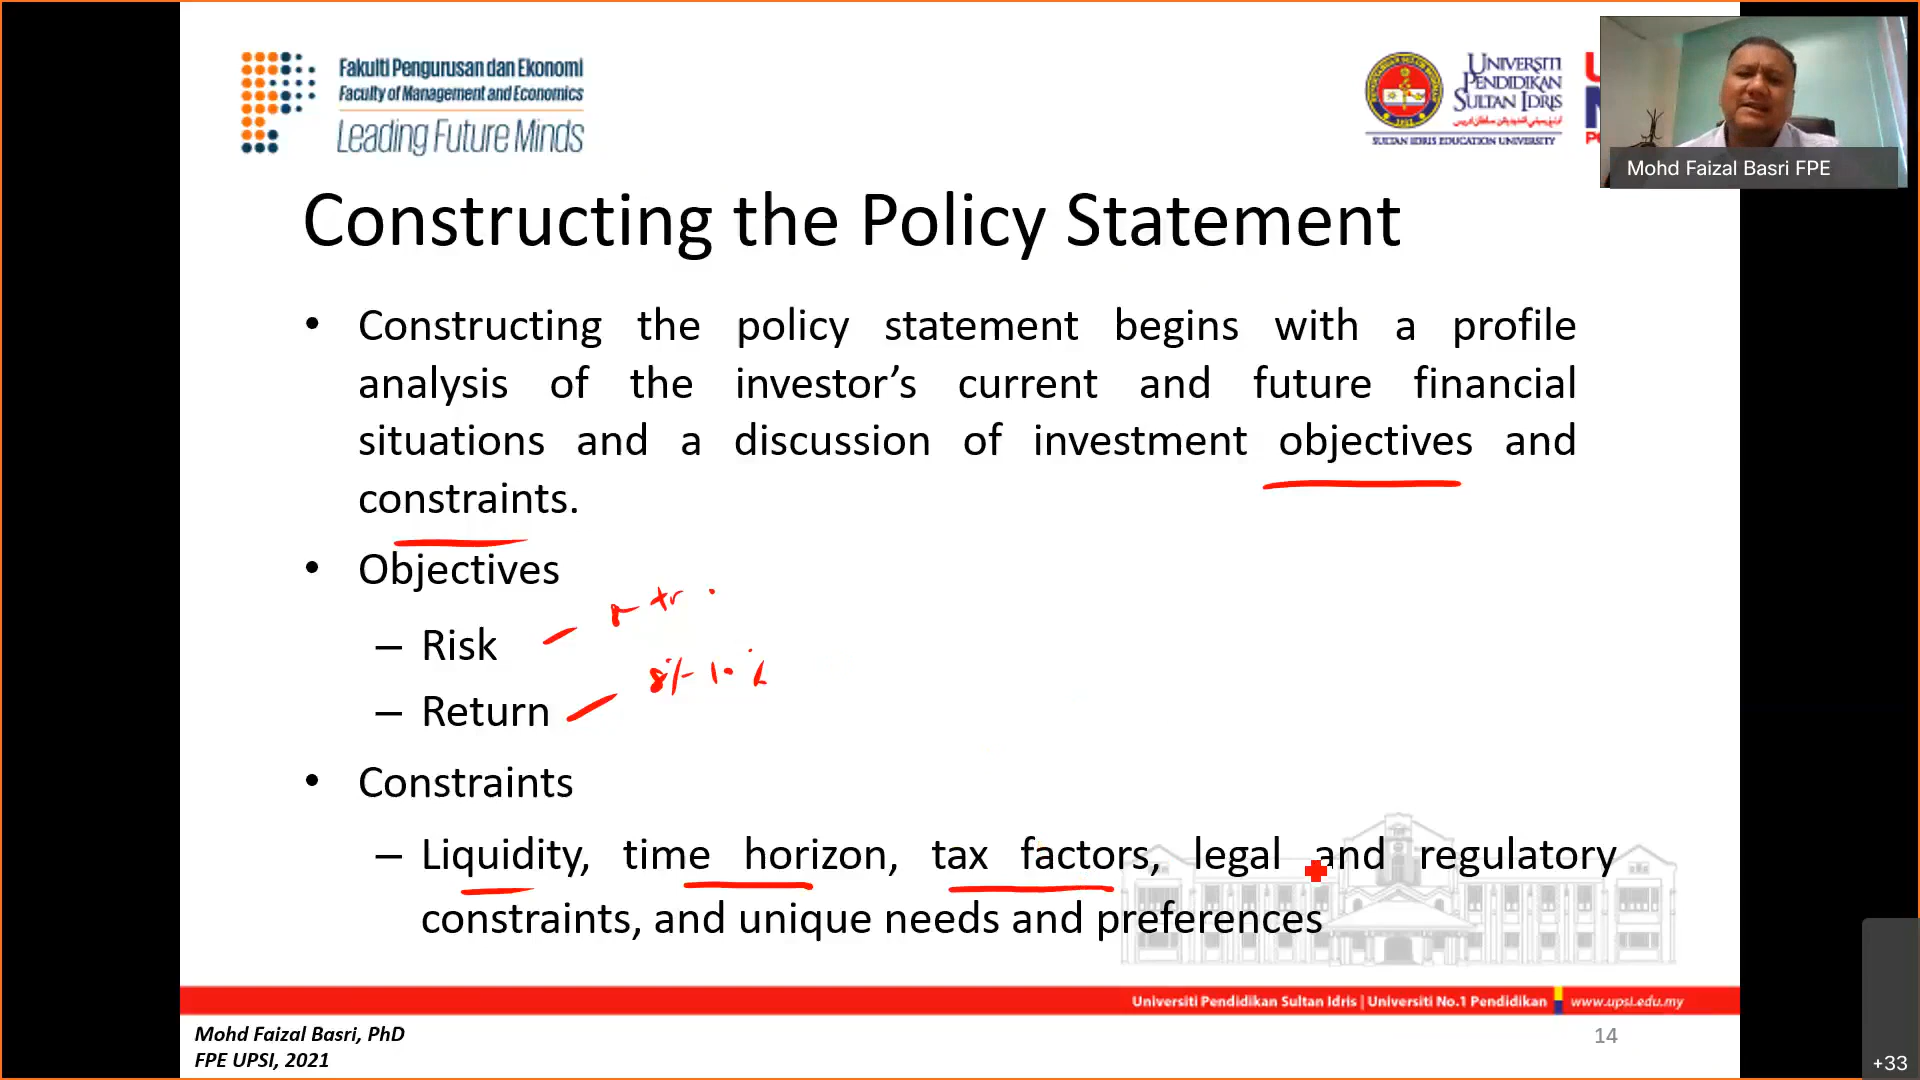 Fakulti Pengurusan dan Ekonomi
Faculty of Management and Economics
Leading Future Minds
UNIVERSITI
PENDIDIKAN
SULTAN IDRIS
SULTAN IDRIS EDUCATION UNIVERSITY
Mohd Faizal Basri FPE
Constructing the Policy Statement
• Constructing the policy statement begins with a profile
analysis of the investor’s current and future financial
situations and a discussion of investment objectives and
constraints.
• Objectives
– Risk
– Return
• Constraints
– Liquidity, time horizon, tax factors, legal and regulatory
constraints, and unique needs and preferences
Universiti Pendidikan Sultan Idris | Universiti No.1 Pendidikan | www.upsi.edu.my
Mohd Faizal Basri, PhD
FPE UPSI, 2021
14
+33